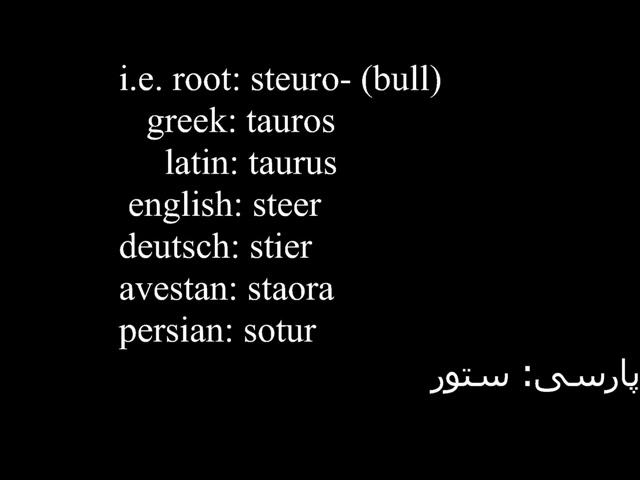 i.e. root: steuro- (bull)
greek: tauros
latin: taurus
english: steer
deutsch: stier
avestan: staora
persian: sotur
پارسی: ستور